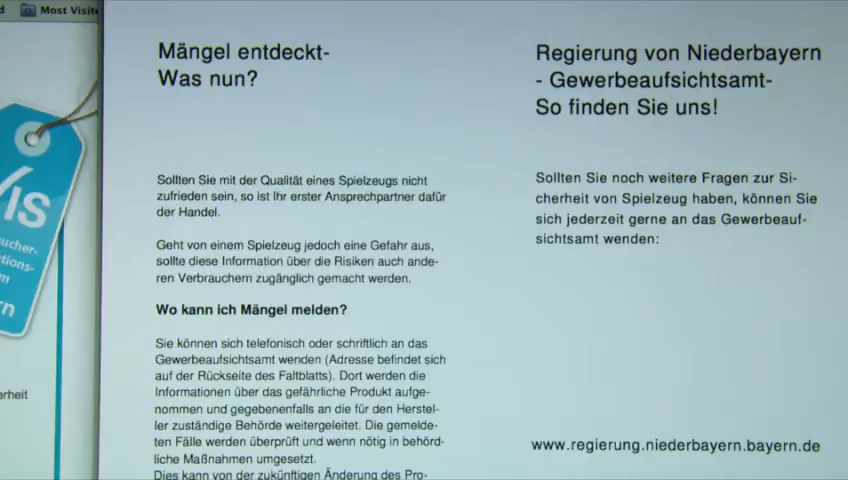 Most Visite
Mängel entdeckt-
Was nun?
Sollten Sie mit der Qualität eines Spielzeugs nicht
zufrieden sein, so ist Ihr erster Ansprechpartner dafür
der Handel.
Geht von einem Spielzeug jedoch eine Gefahr aus,
sollte diese Information über die Risiken auch ande-
ren Verbrauchern zugänglich gemacht werden.
Wo kann ich Mängel melden?
Sie können sich telefonisch oder schriftlich an das
Gewerbeaufsichtsamt wenden (Adresse befindet sich
auf der Rückseite des Faltblatts). Dort werden die
Informationen über das gefährliche Produkt aufge-
nommen und gegebenenfalls an die für den Herstel-
ler zuständige Behörde weitergeleitet. Die gemelde-
ten Fälle werden überprüft und wenn nötig in behörd-
liche Maßnahmen umgesetzt.
Dies kann von der zukünftigen Änderung des Pro-
Regierung von Niederbayern
- Gewerbeaufsichtsamt-
So finden Sie uns!
Sollten Sie noch weitere Fragen zur Si-
cherheit von Spielzeug haben, können Sie
sich jederzeit gerne an das Gewerbeauf-
sichtsamt wenden:
www.regierung.niederbayern.bayern.de
IS
ucher-
tions-
m
rn
erheit